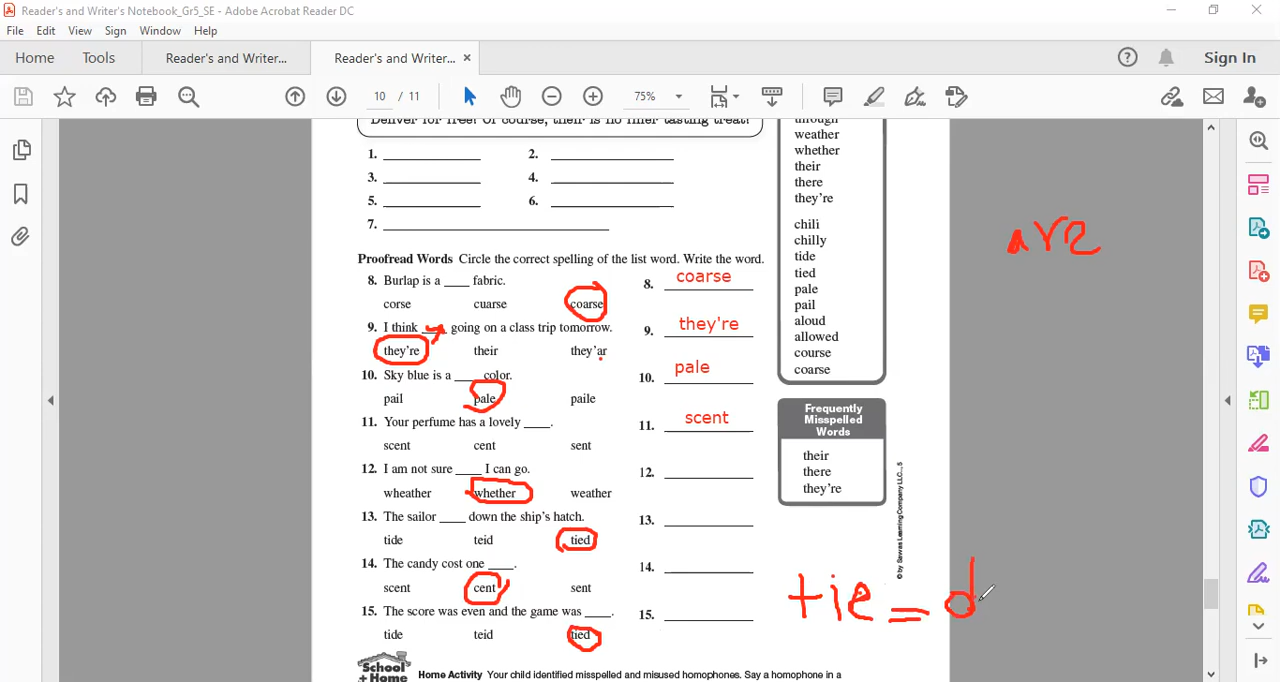 Reader's and Writer's Notebook_Gr5_SE - Adobe Acrobat Reader DC
File Edit View Sign Window Help
Home Tools Reader's and Writer... Reader's and Writer... × Sign In
10 / 11 75%
Deliver for free! Of course, their is no finer tasting treat!
1. 2.
3. 4.
5. 6.
7.
Proofread Words Circle the correct spelling of the list word. Write the word.
8. Burlap is a ____ fabric.
corse cuarse coarse
8. coarse
9. I think ____ going on a class trip tomorrow.
they're their they'ar
9. they're
10. Sky blue is a ____ color.
pail pale paile
10. pale
11. Your perfume has a lovely ____.
scent cent sent
11. scent
12. I am not sure ____ I can go.
wheather whether weather
12.
13. The sailor ____ down the ship's hatch.
tide teid tied
13.
14. The candy cost one ____.
scent cent sent
14.
15. The score was even and the game was ____.
tide teid tied
15.
School
+Home
Home Activity Your child identified misspelled and misused homophones. Say a homophone in a
through
weather
whether
their
there
they're
chili
chilly
tide
tied
pale
pail
aloud
allowed
course
coarse
Frequently
Misspelled
Words
their
there
they're
© by Savvas Learning Company LLC., 5
are
tie=d